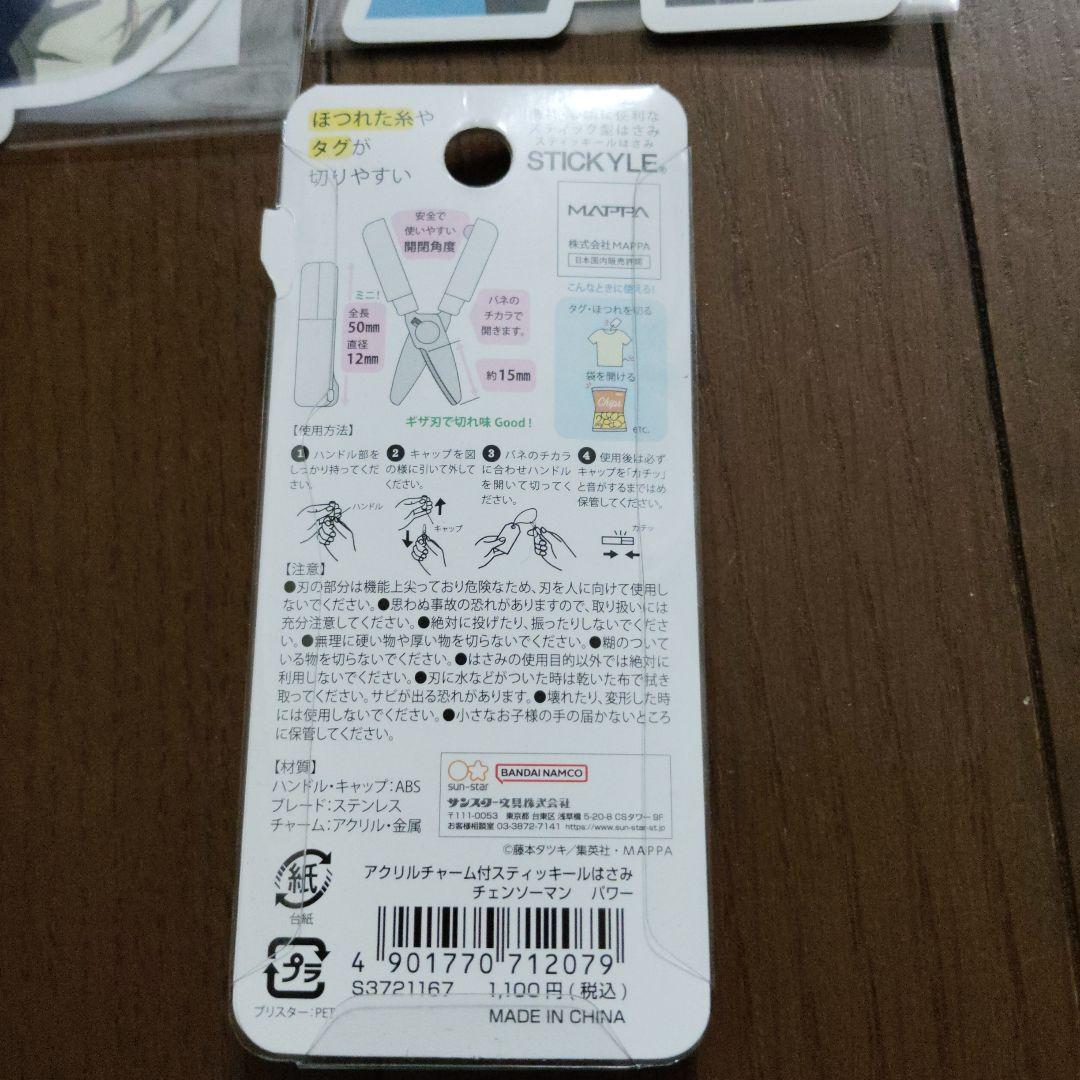 ほつれた糸や
タグが
切りやすい
に便利な
スティック型はさみ
スティッキールはさみ
STICKYLE®
MAPPA
株式会社MAPPA
日本国内販売許諾
安全で
使いやすい
開閉角度
ミニ!
全長
50mm
直径
12mm
バネの
チカラで
開きます。
約15mm
ギザ刃で切れ味 Good!
こんなときに使える!
タグ・ほつれを切る
袋を開ける
Chips
etc.
【使用方法】
1 ハンドル部を
しっかり持ってくだ
さい。
ハンドル
2 キャップを図
の様に引いて外して
ください。
キャップ
3 バネのチカラ
に合わせハンドル
を開いて切ってく
ださい。
4 使用後は必ず
キャップを「カチッ」
と音がするまではめ
保管してください。
カチッ
【注意】
●刃の部分は機能上尖っており危険なため、刃を人に向けて使用し
ないでください。●思わぬ事故の恐れがありますので、取り扱いには
充分注意してください。●絶対に投げたり、振ったりしないでくださ
い。●無理に硬い物や厚い物を切らないでください。●糊のついて
いる物を切らないでください。●はさみの使用目的以外では絶対に
利用しないでください。●刃に水などがついた時は乾いた布で拭き
取ってください。サビが出る恐れがあります。●壊れたり、変形した時
には使用しないでください。●小さなお子様の手の届かないところ
に保管してください。
【材質】
ハンドル・キャップ:ABS
ブレード:ステンレス
チャーム:アクリル・金属
sun-star
BANDAI NAMCO
サンスター文具株式会社
〒111-0053 東京都 台東区 浅草橋 5-20-8 CSタワー 9F
お客様相談室 03-3872-7141 https://www.sun-star-st.jp
©藤本タツキ/集英社・MAPPA
紙
台紙
アクリルチャーム付スティッキールはさみ
チェンソーマン パワー
4 901770 712079
プラ
ブリスター:PET
S3721167 1,100円(税込)
MADE IN CHINA